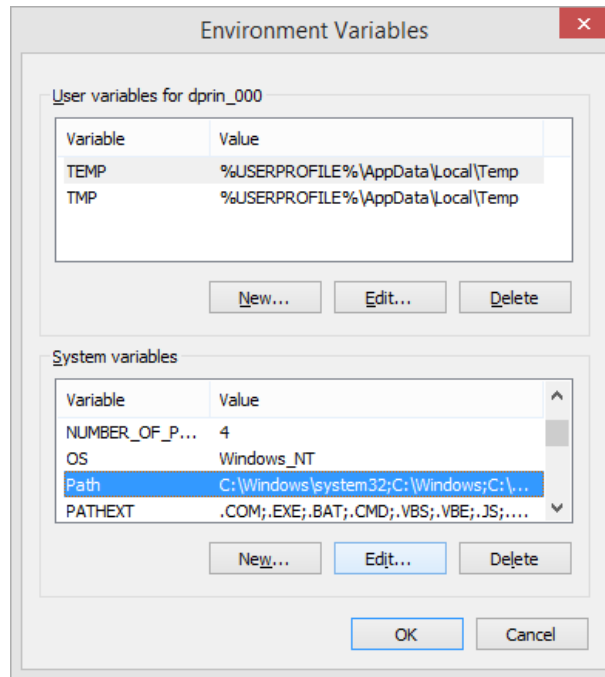 Environment Variables
User variables for dprin_000
Variable Value
TEMP %USERPROFILE%\AppData\Local\Temp
TMP %USERPROFILE%\AppData\Local\Temp
New... Edit... Delete
System variables
Variable Value
NUMBER_OF_P... 4
OS Windows_NT
Path C:\Windows\system32;C:\Windows;C:\...
PATHEXT .COM;.EXE;.BAT;.CMD;.VBS;.VBE;.JS;....
New... Edit... Delete
OK Cancel